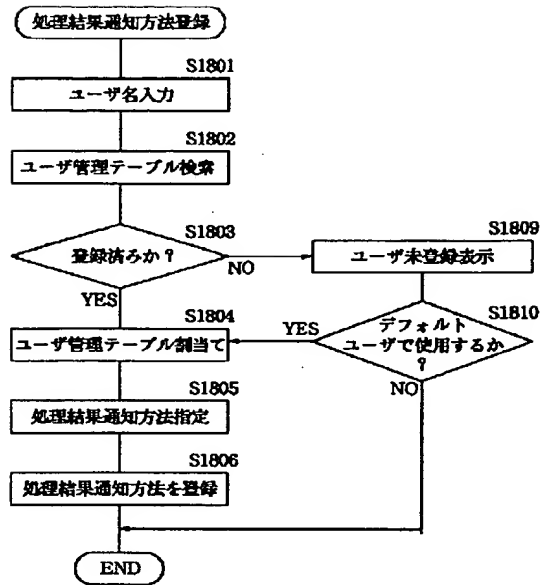 処理結果通知方法登録
S1801
ユーザ名入力
S1802
ユーザ管理テーブル検索
S1803
登録済みか?
NO
YES
S1809
ユーザ未登録表示
S1810
デフォルト
ユーザで使用するか
?
YES
NO
S1804
ユーザ管理テーブル割当て
S1805
処理結果通知方法指定
S1806
処理結果通知方法を登録
END